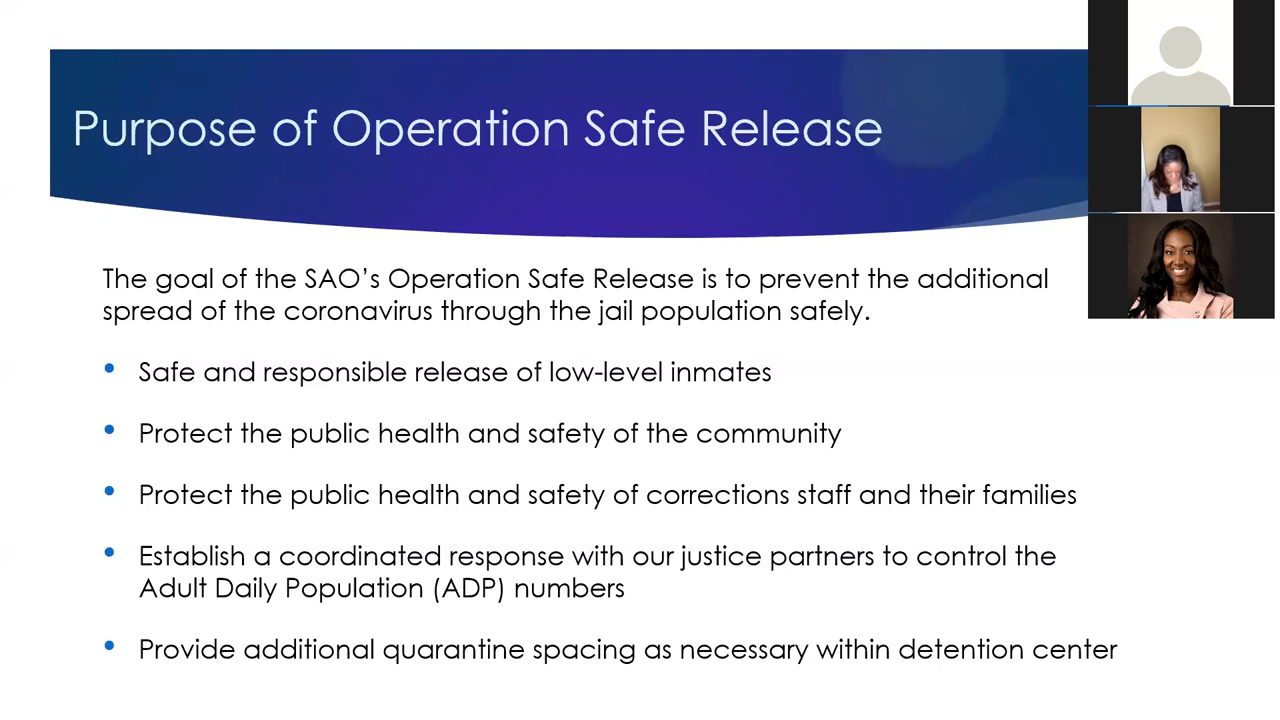 Purpose of Operation Safe Release
The goal of the SAO’s Operation Safe Release is to prevent the additional
spread of the coronavirus through the jail population safely.
• Safe and responsible release of low-level inmates
• Protect the public health and safety of the community
• Protect the public health and safety of corrections staff and their families
• Establish a coordinated response with our justice partners to control the
Adult Daily Population (ADP) numbers
• Provide additional quarantine spacing as necessary within detention center